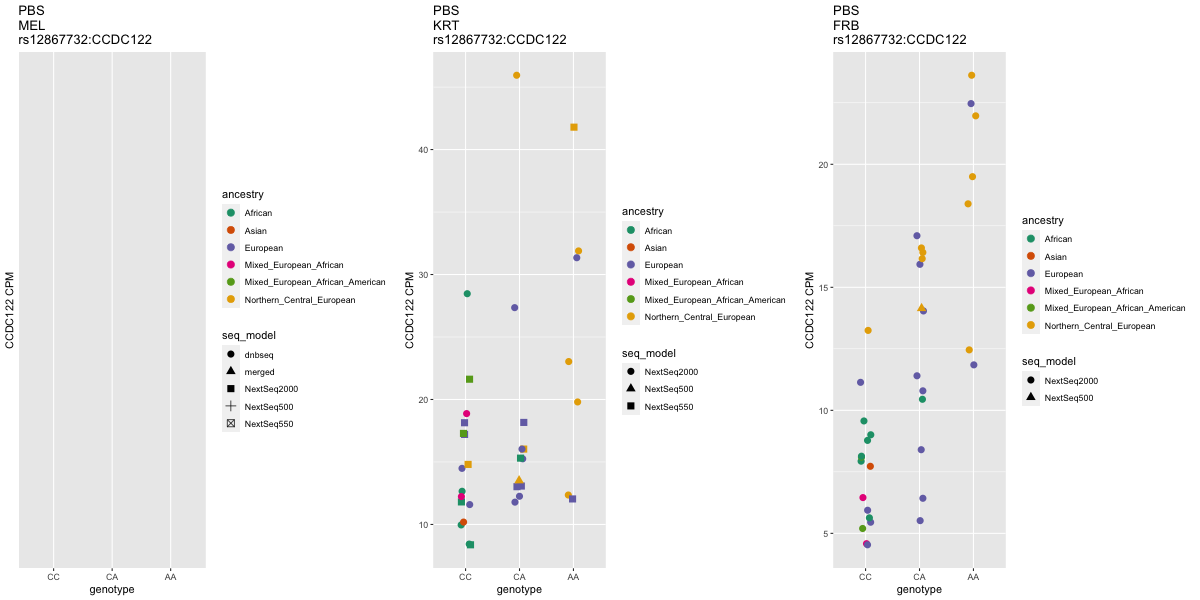 PBS
MEL
rs12867732:CCDC122
CCDC122 CPM
CC
CA
AA
genotype
ancestry
African
Asian
European
Mixed_European_African
Mixed_European_African_American
Northern_Central_European
seq_model
dnbseq
merged
NextSeq2000
NextSeq500
NextSeq550
PBS
KRT
rs12867732:CCDC122
CCDC122 CPM
40
30
20
10
CC
CA
AA
genotype
ancestry
African
Asian
European
Mixed_European_African
Mixed_European_African_American
Northern_Central_European
seq_model
NextSeq2000
NextSeq500
NextSeq550
PBS
FRB
rs12867732:CCDC122
CCDC122 CPM
20
15
10
5
CC
CA
AA
genotype
ancestry
African
Asian
European
Mixed_European_African
Mixed_European_African_American
Northern_Central_European
seq_model
NextSeq2000
NextSeq500